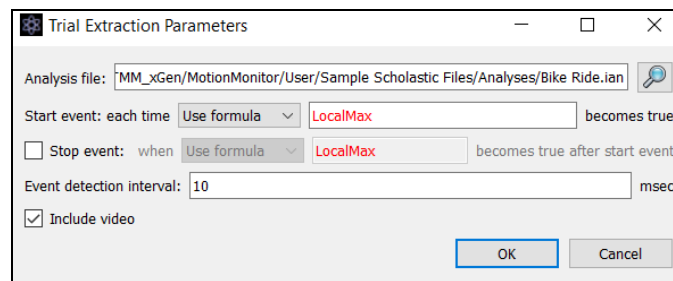 Trial Extraction Parameters
Analysis file: TMM_xGen/MotionMonitor/User/Sample Scholastic Files/Analyses/Bike Ride.ian
Start event: each time Use formula LocalMax becomes true
Stop event: when Use formula LocalMax becomes true after start event
Event detection interval: 10 msec
Include video
OK Cancel